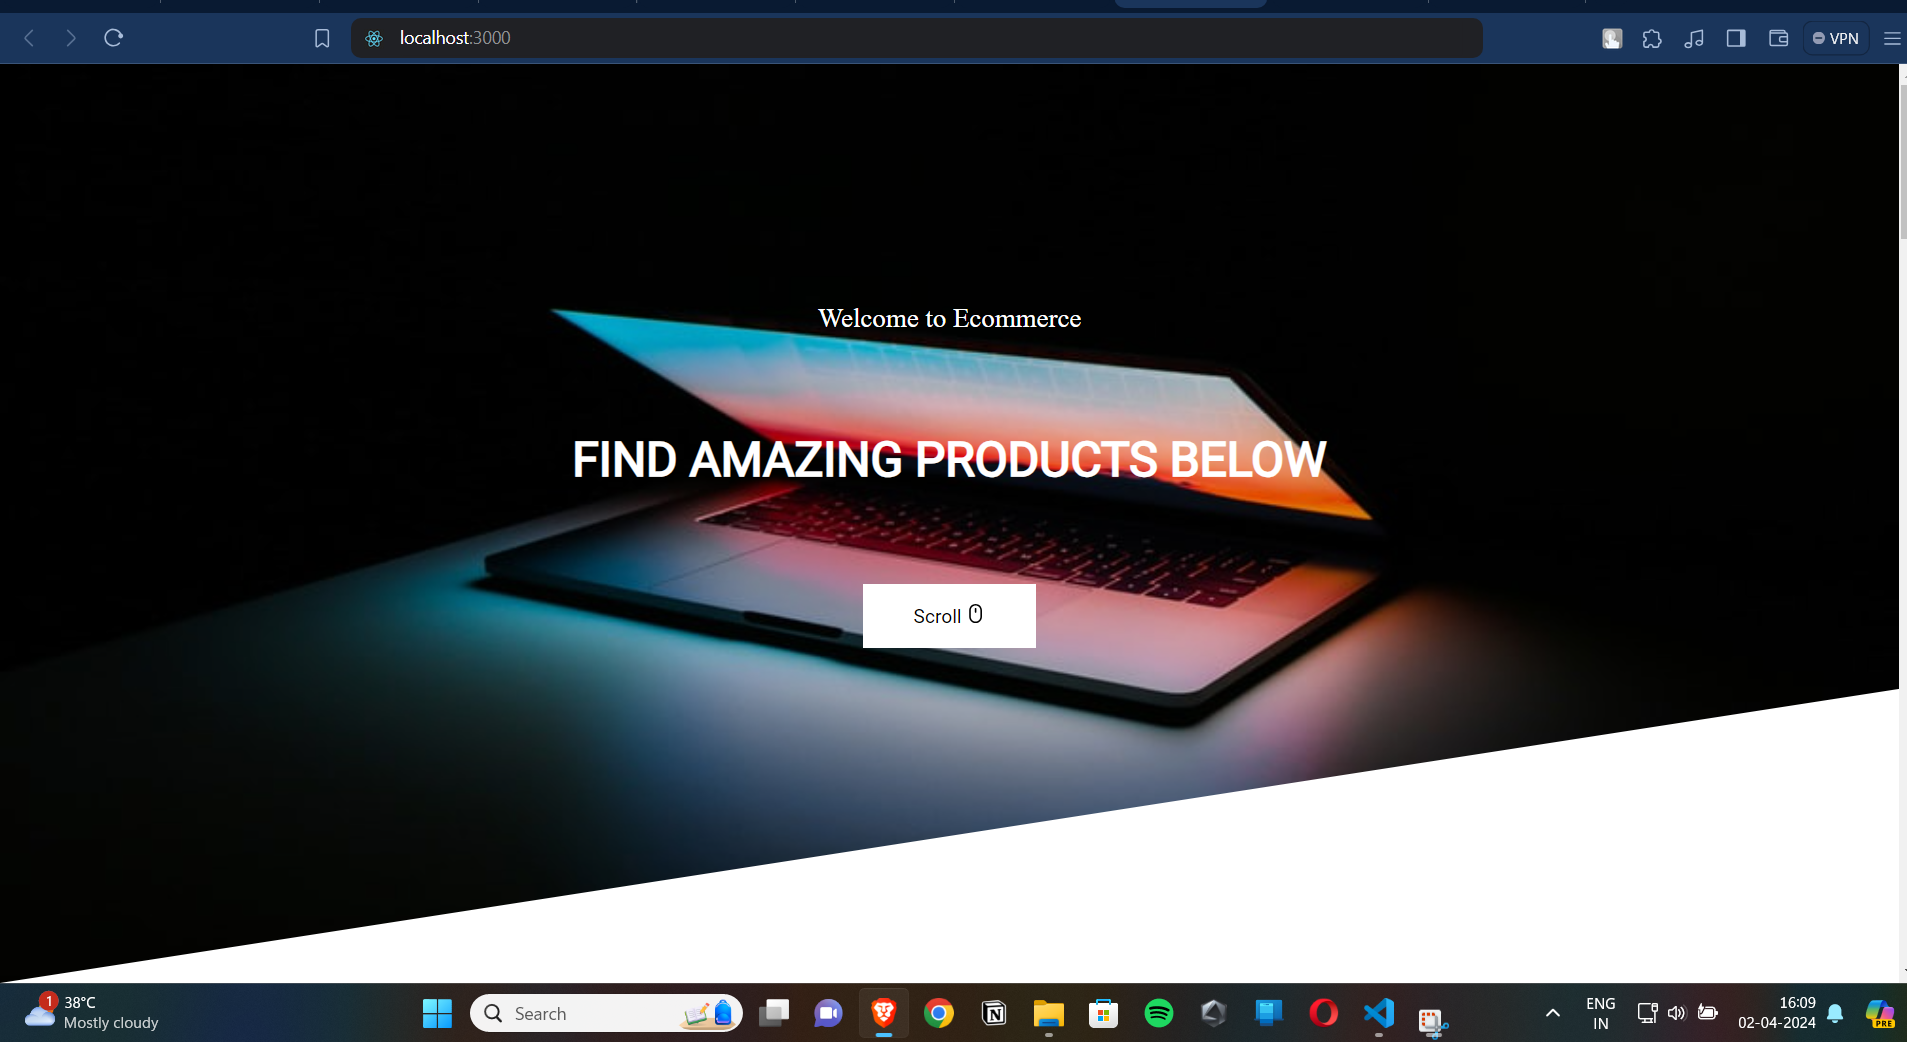 localhost:3000
VPN
Welcome to Ecommerce
FIND AMAZING PRODUCTS BELOW
Scroll
1
38°C
Mostly cloudy
Search
N
PRE
ENG
IN
16:09
02-04-2024